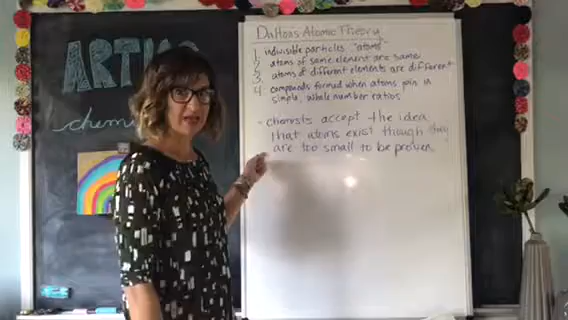 Daltons Atomic Theory
1. indivisible particles "atoms"
2. atoms of same element are same
3. atoms of different elements are different
4. compounds formed when atoms join in
simple, whole number ratios
- chemists accept the idea
that atoms exist though they
are too small to be proven
chemi